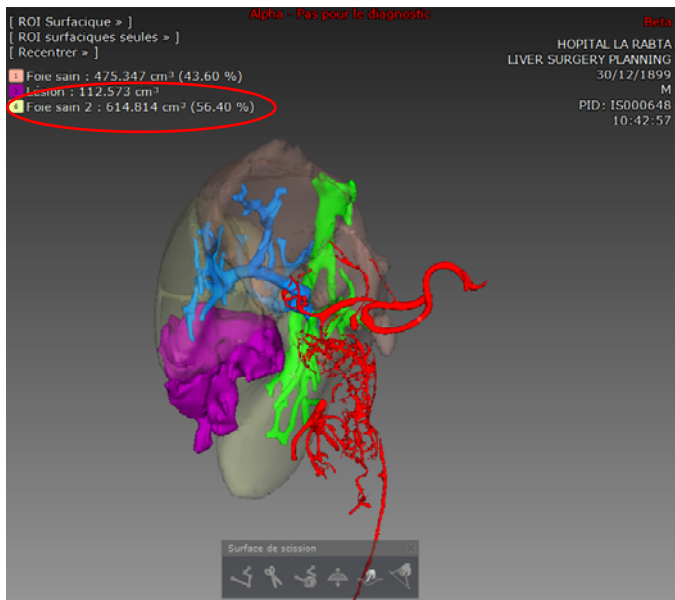 Alpha - Pas pour le diagnostic
Beta
[ ROI Surfacique » ]
[ ROI surfaciques seules » ]
[ Recentrer » ]
1 Foie sain : 475.347 cm³ (43.60 %)
Lésion : 112.573 cm³
6 Foie sain 2 : 614.814 cm³ (56.40 %)
HOPITAL LA RABTA
LIVER SURGERY PLANNING
30/12/1899
M
PID: IS000648
10:42:57
Surface de scission